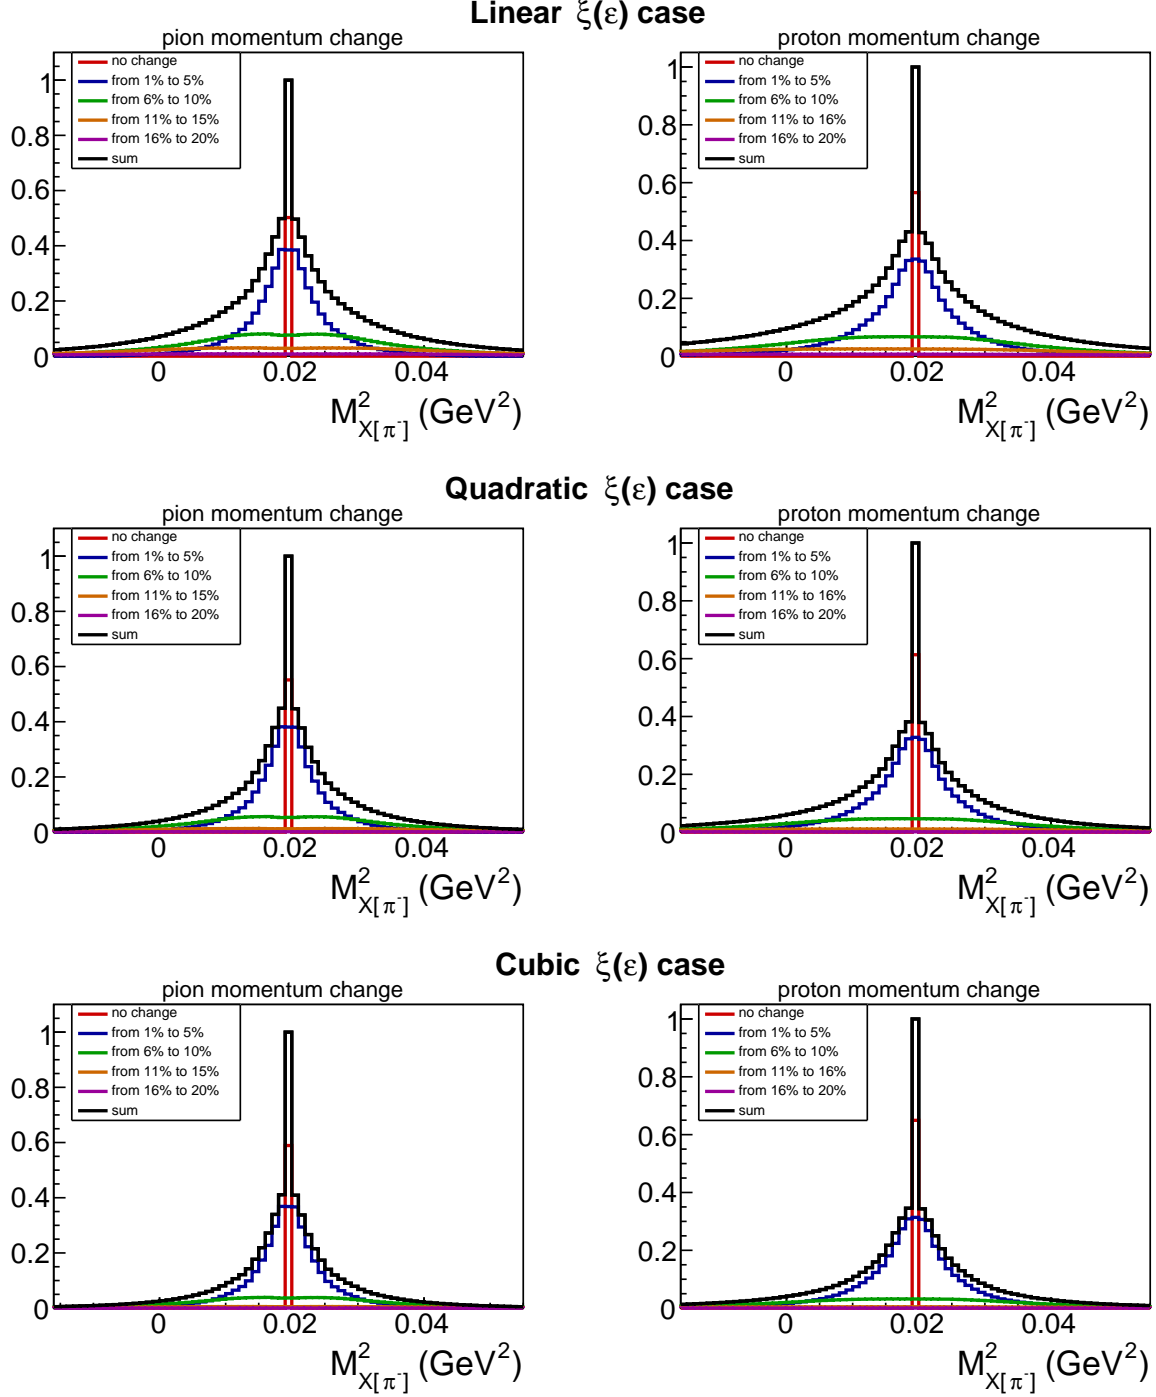 Linear ξ(ε) case
pion momentum change
no change
from 1% to 5%
from 6% to 10%
from 11% to 15%
from 16% to 20%
sum
1
0.8
0.6
0.4
0.2
0
0 0.02 0.04
M²X[π⁻] (GeV²)
proton momentum change
no change
from 1% to 5%
from 6% to 10%
from 11% to 16%
from 16% to 20%
sum
1
0.8
0.6
0.4
0.2
0
0 0.02 0.04
M²X[π⁻] (GeV²)
Quadratic ξ(ε) case
pion momentum change
no change
from 1% to 5%
from 6% to 10%
from 11% to 15%
from 16% to 20%
sum
1
0.8
0.6
0.4
0.2
0
0 0.02 0.04
M²X[π⁻] (GeV²)
proton momentum change
no change
from 1% to 5%
from 6% to 10%
from 11% to 16%
from 16% to 20%
sum
1
0.8
0.6
0.4
0.2
0
0 0.02 0.04
M²X[π⁻] (GeV²)
Cubic ξ(ε) case
pion momentum change
no change
from 1% to 5%
from 6% to 10%
from 11% to 15%
from 16% to 20%
sum
1
0.8
0.6
0.4
0.2
0
0 0.02 0.04
M²X[π⁻] (GeV²)
proton momentum change
no change
from 1% to 5%
from 6% to 10%
from 11% to 16%
from 16% to 20%
sum
1
0.8
0.6
0.4
0.2
0
0 0.02 0.04
M²X[π⁻] (GeV²)